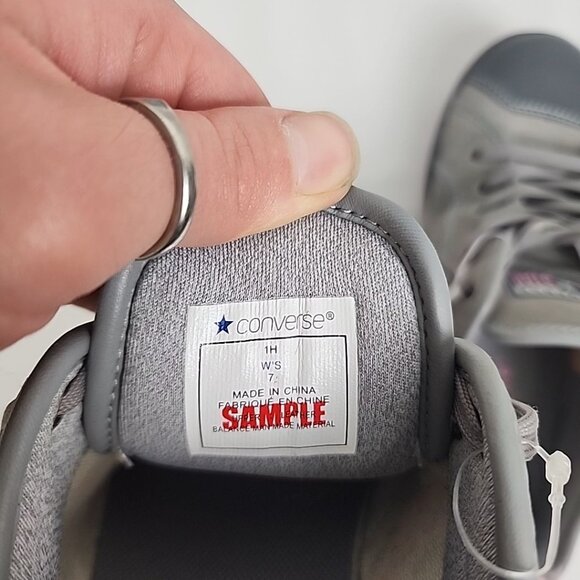 converse®
1H
W'S
7
MADE IN CHINA
FABRIQUÉ EN CHINE
SAMPLE
BALANCE MAN MADE MATERIAL